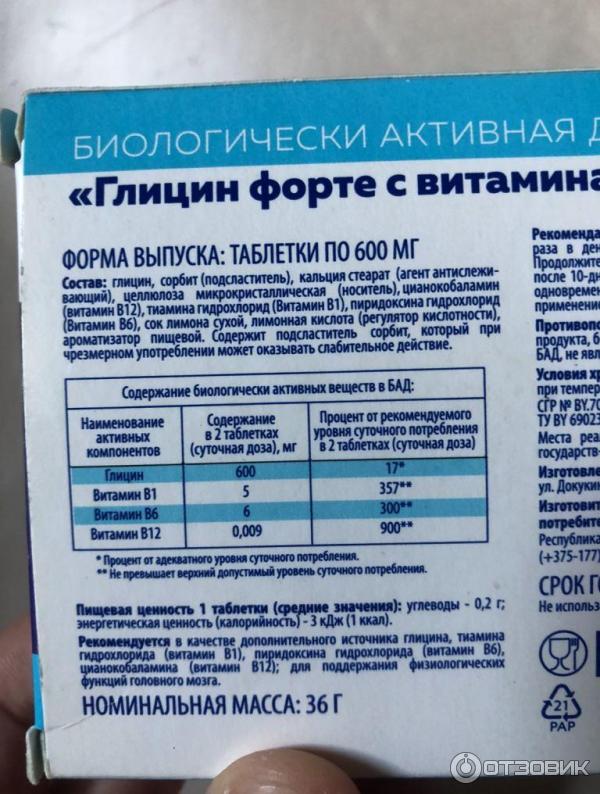 БИОЛОГИЧЕСКИ АКТИВНАЯ
«Глицин форте с витамина
ФОРМА ВЫПУСКА: ТАБЛЕТКИ ПО 600 МГ
Состав: глицин, сорбит (подсластитель), кальция стеарат (агент антислежи-
вающий), целлюлоза микрокристаллическая (носитель), цианокобаламин
(витамин В12), тиамина гидрохлорид (Витамин В1), пиридоксина гидрохлорид
(Витамин В6), сок лимона сухой, лимонная кислота (регулятор кислотности),
ароматизатор пищевой. Содержит подсластитель сорбит, который при
чрезмерном употреблении может оказывать слабительное действие.
Содержание биологически активных веществ в БАД:
Наименование активных компонентов
Содержание в 2 таблетках (суточная доза), мг
Процент от рекомендуемого уровня суточного потребления в 2 таблетках (суточная доза)
Глицин 600 17*
Витамин В1 5 357**
Витамин В6 6 300**
Витамин В12 0,009 900**
* Процент от адекватного уровня суточного потребления.
** Не превышает верхний допустимый уровень суточного потребления.
Пищевая ценность 1 таблетки (средние значения): углеводы - 0,2 г;
энергетическая ценность (калорийность) - 3 кДж (1 ккал).
Рекомендуется в качестве дополнительного источника глицина, тиамина
гидрохлорида (витамин В1), пиридоксина гидрохлорида (витамин В6),
цианокобаламина (витамин В12); для поддержания физиологических
функций головного мозга.
НОМИНАЛЬНАЯ МАССА: 36 Г
Рекоменда
раза в ден
Продолжите
после 10-дн
одновремен
применение
Противопо
продукта, б
БАД, не явл
Условия хр
при темпер
СГР № BY.70
ТУ BY 69023
Места реа
государств-
Изготовле
ул. Докукин
Изготовит
потребите
Республика
(+375-177)
СРОК ГО
Не использ
21
PAP
ОТЗОВИК